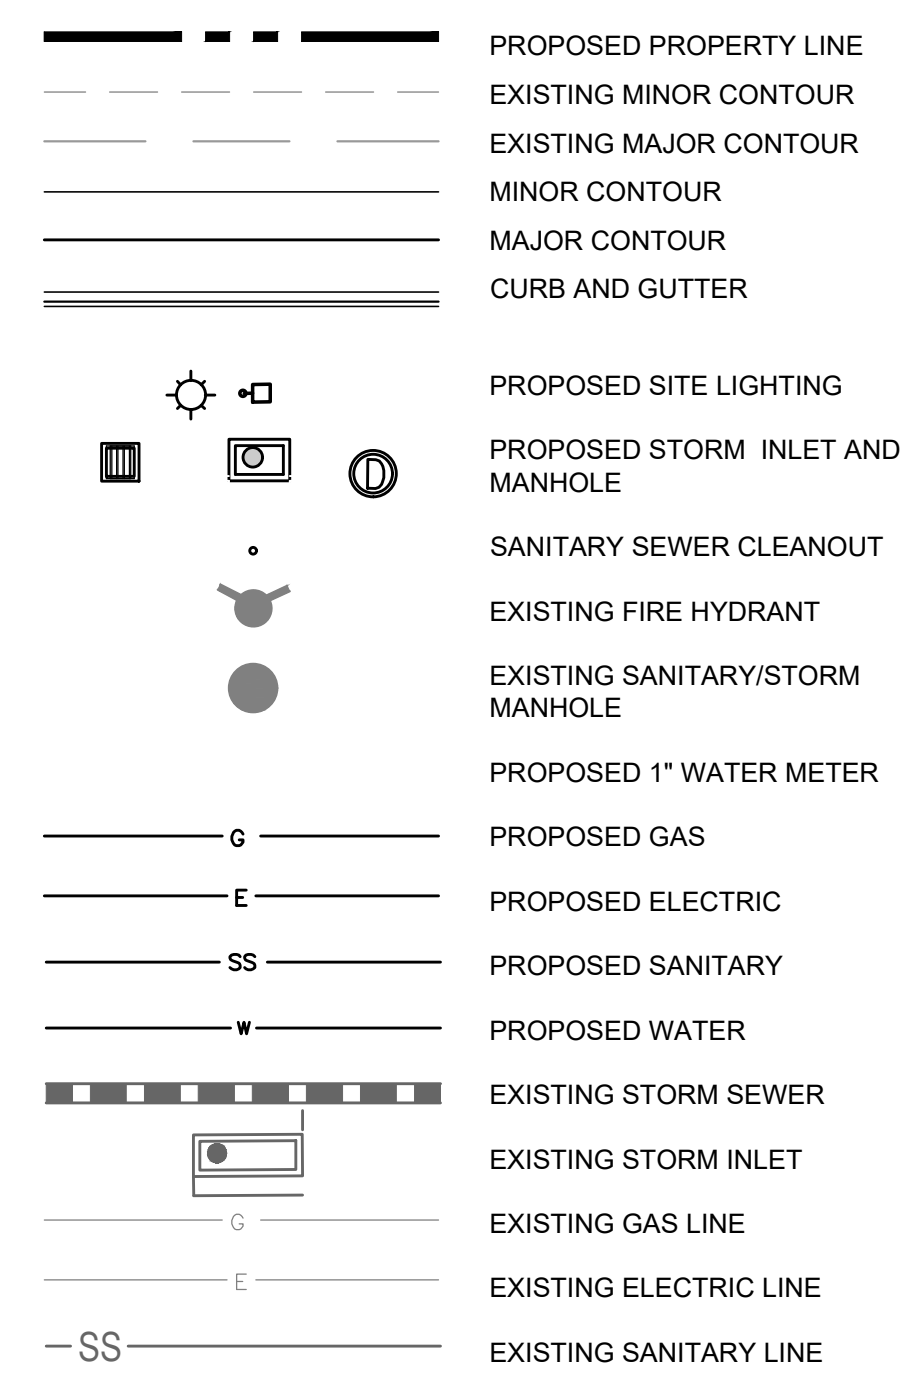 PROPOSED PROPERTY LINE
EXISTING MINOR CONTOUR
EXISTING MAJOR CONTOUR
MINOR CONTOUR
MAJOR CONTOUR
CURB AND GUTTER
PROPOSED SITE LIGHTING
PROPOSED STORM INLET AND
MANHOLE
D
SANITARY SEWER CLEANOUT
EXISTING FIRE HYDRANT
EXISTING SANITARY/STORM
MANHOLE
PROPOSED 1" WATER METER
G PROPOSED GAS
E PROPOSED ELECTRIC
SS PROPOSED SANITARY
W PROPOSED WATER
EXISTING STORM SEWER
EXISTING STORM INLET
G EXISTING GAS LINE
E EXISTING ELECTRIC LINE
SS EXISTING SANITARY LINE